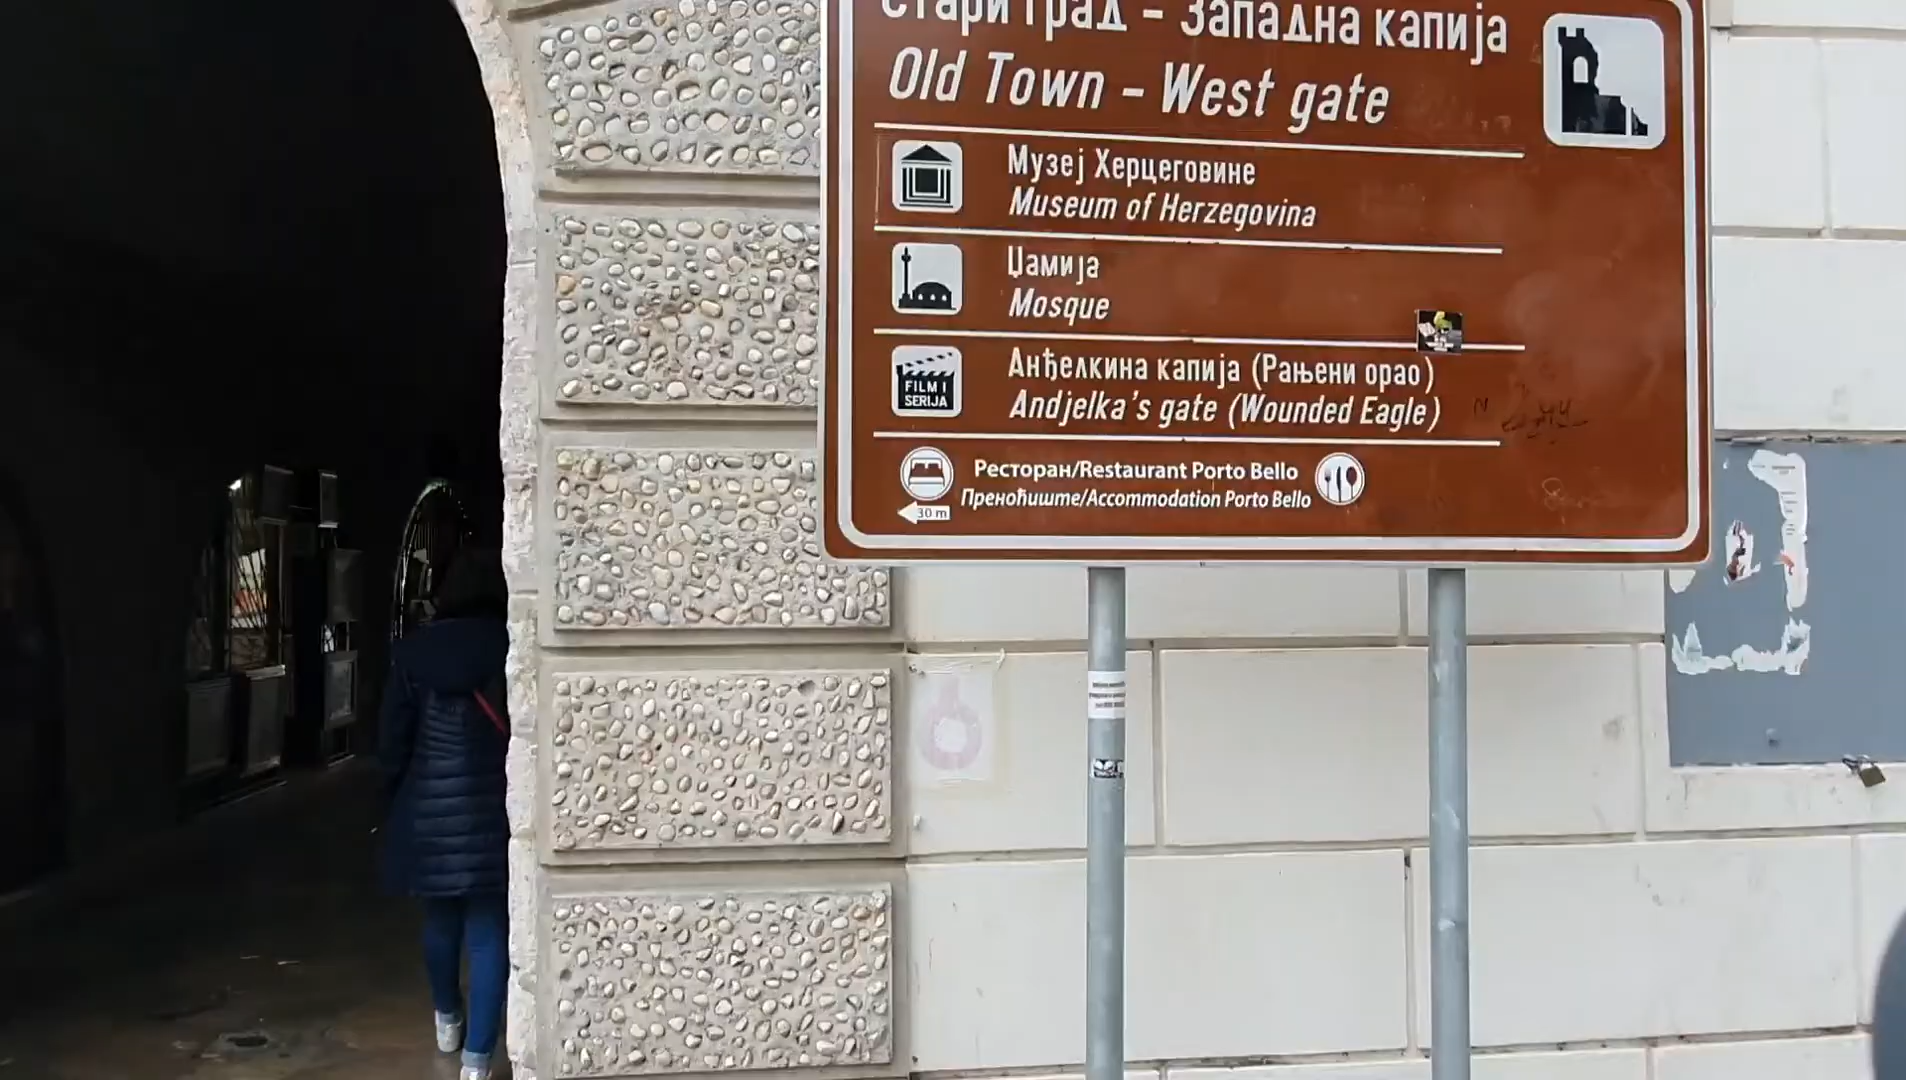 Стари град - Западна капија
Old Town - West gate
Музеј Херцеговине
Museum of Herzegovina
Џамија
Mosque
FILM I
SERIJA
Анђелкина капија (Рањени орао)
Andjelka's gate (Wounded Eagle)
Ресторан/Restaurant Porto Bello
Преноћиште/Accommodation Porto Bello
30 m